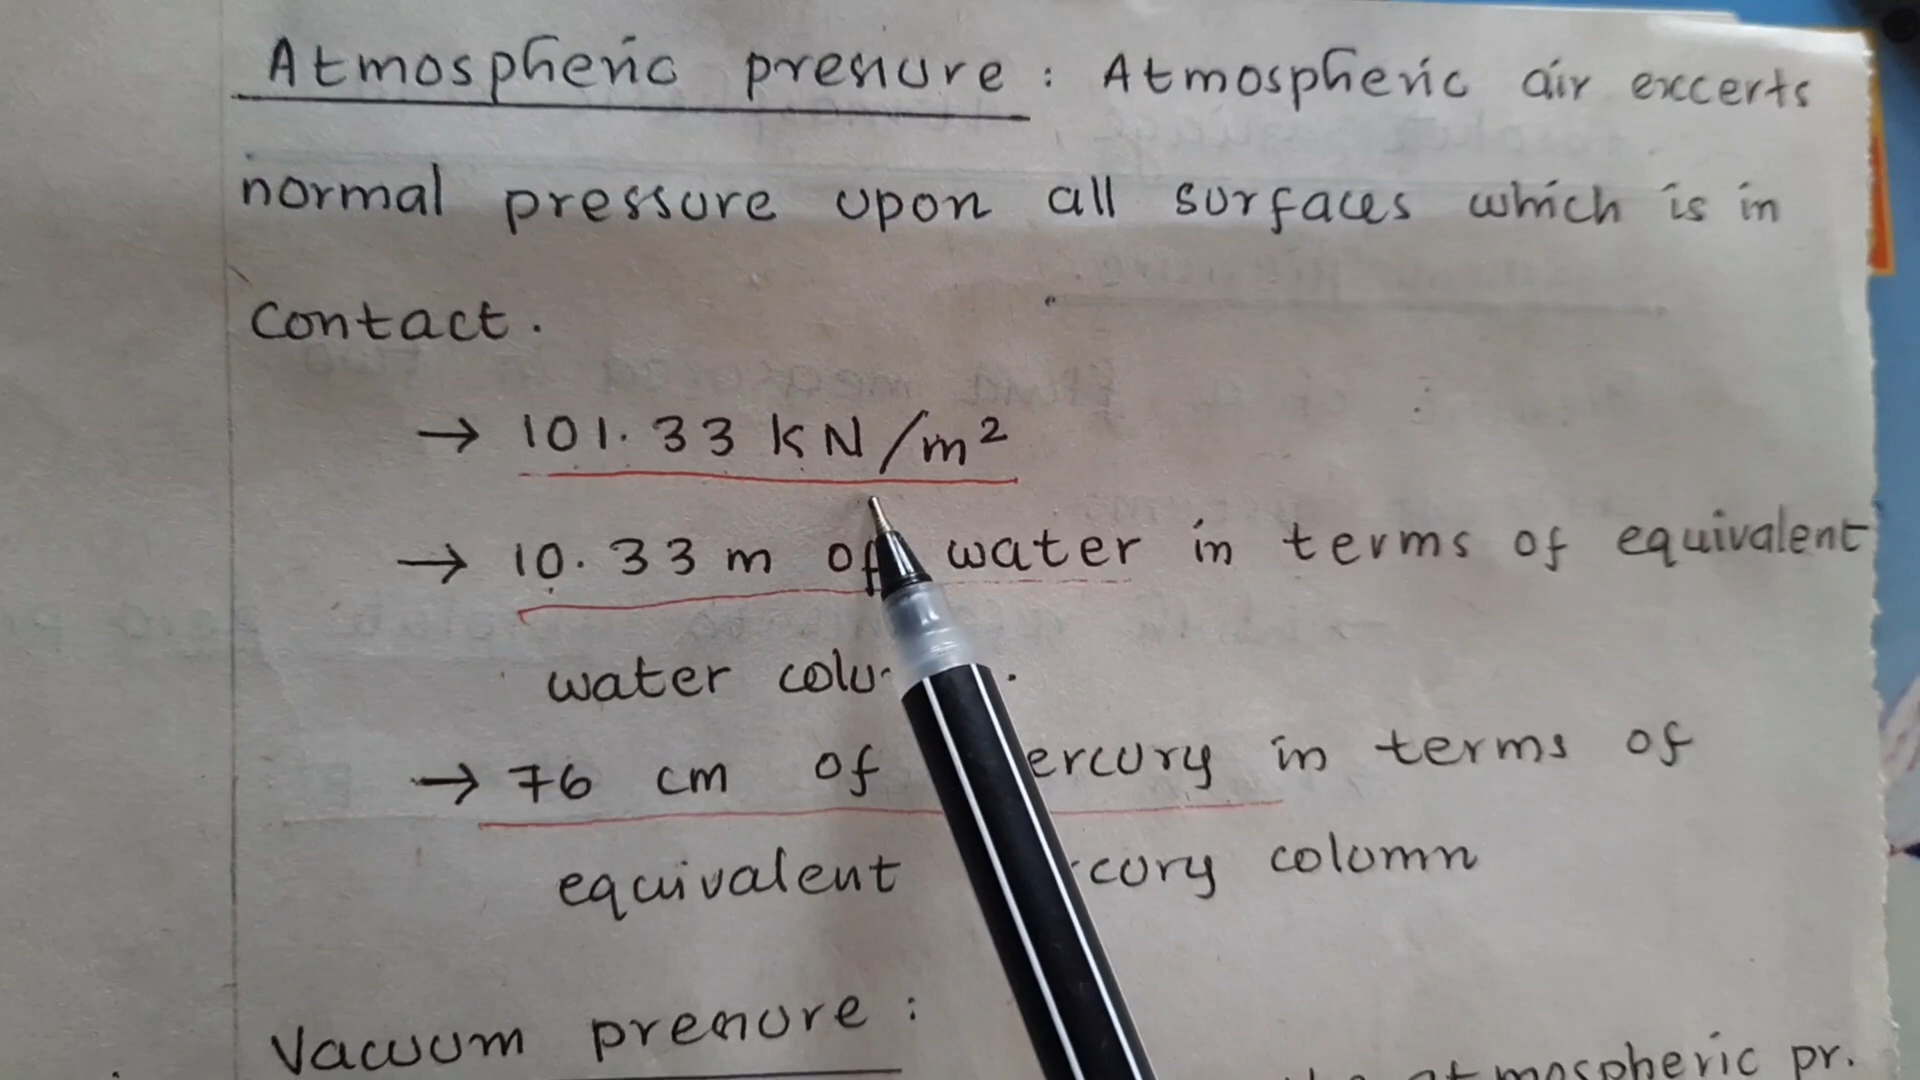 Atmospheric pressure : Atmospheric air excerts
normal pressure upon all surfaces which is in
contact.
→ 101.33 kN/m²
→ 10.33 m of water in terms of equivalent
water
→ 76 cm of ercury in terms of
equivalent cury column
Vacuum pressure :
atmospheric pr.